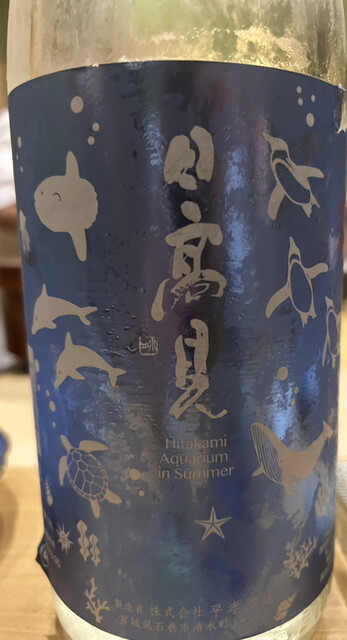 日高見
Hitakami
Aquarium
in Summer
製造者 株式会社 平孝
宮城県石巻市清水町